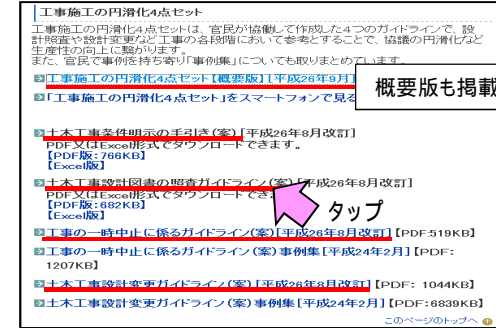 工事施工の円滑化4点セット
工事施工の円滑化4点セットは、官民が協働して作成した4つのガイドラインで、設
計照査や設計変更など工事の各段階において参考とすることで、協議の円滑化など
生産性の向上に繋がります。
また、官民で事例を持ち寄り「事例集」についても取りまとめています。
工事施工の円滑化4点セット【概要版】 [平成26年9月]
概要版も掲載
「工事施工の円滑化4点セット」をスマートフォンで見る
土木工事条件明示の手引き(案) [平成26年8月改訂]
PDF又はExcel形式でダウンロードできます。
【PDF版:766KB】
【Excel版】
土木工事設計図書の照査ガイドライン(案) [平成26年8月改訂]
PDF又はExcel形式でダウンロードでき
【PDF版:682KB】
【Excel版】
タップ
工事の一時中止に係るガイドライン(案) [平成26年8月改訂] 【PDF:519KB】
工事の一時中止に係るガイドライン(案) 事例集 [平成24年2月] 【PDF:
1207KB】
土木工事設計変更ガイドライン(案) [平成26年8月改訂] 【PDF: 1044KB】
土木工事設計変更ガイドライン(案) 事例集 [平成24年2月] 【PDF:6839KB】
このページのトップへ